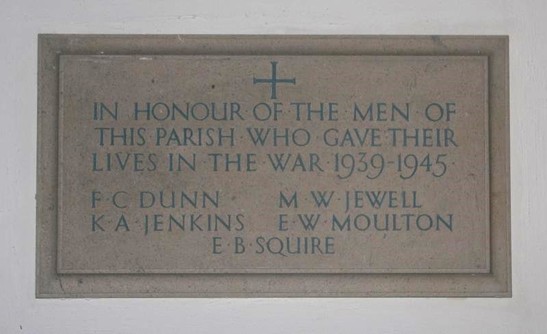 IN HONOUR OF THE MEN OF
THIS PARISH WHO GAVE THEIR
LIVES IN THE WAR 1939-1945·
F·C DUNN M·W·JEWELL
K·A·JENKINS E·W·MOULTON
E·B·SQUIRE